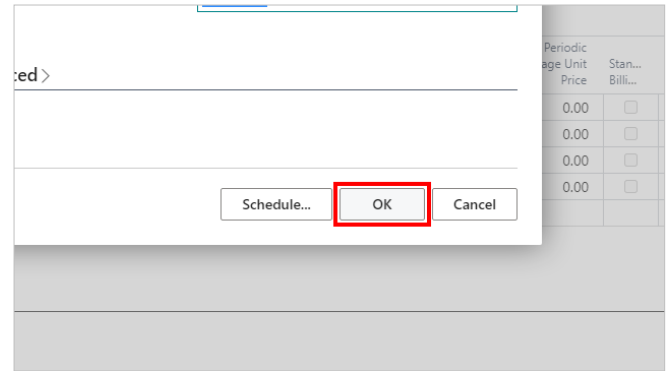 Periodic
age Unit Stan...
Price Billi...
ced >
0.00
0.00
0.00
0.00
Schedule... OK Cancel